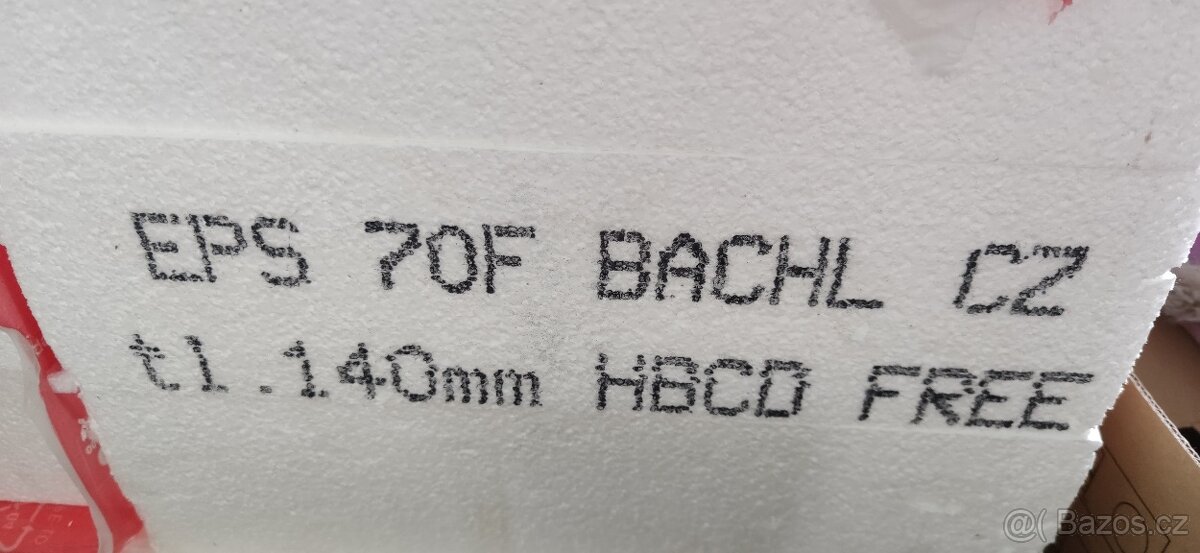 EPS 70F BACHL CZ
tl.140mm HBCD FREE
@( Bazos.cz